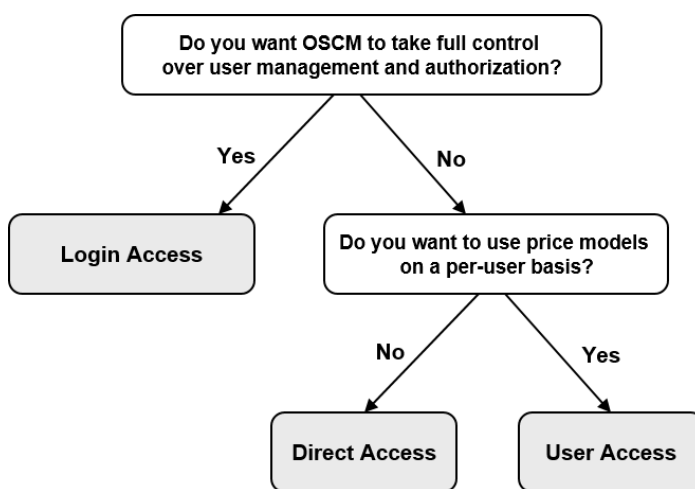 Do you want OSCM to take full control
over user management and authorization?
Yes
No
Login Access
Do you want to use price models
on a per-user basis?
No
Yes
Direct Access
User Access